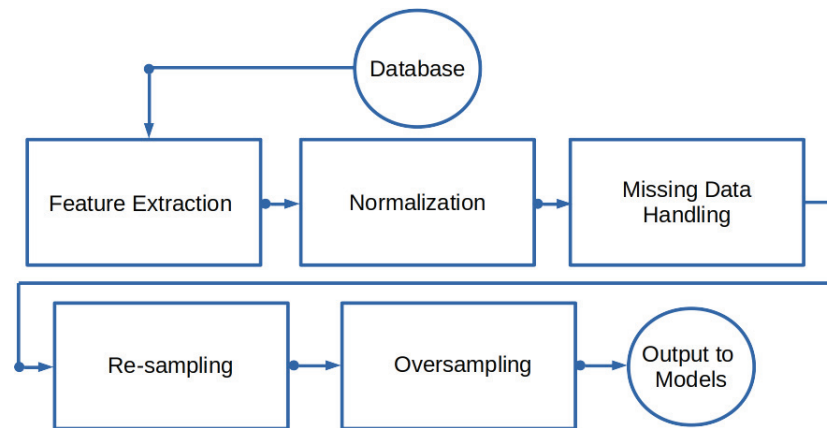 Database
Feature Extraction
Normalization
Missing Data
Handling
Re-sampling
Oversampling
Output to
Models